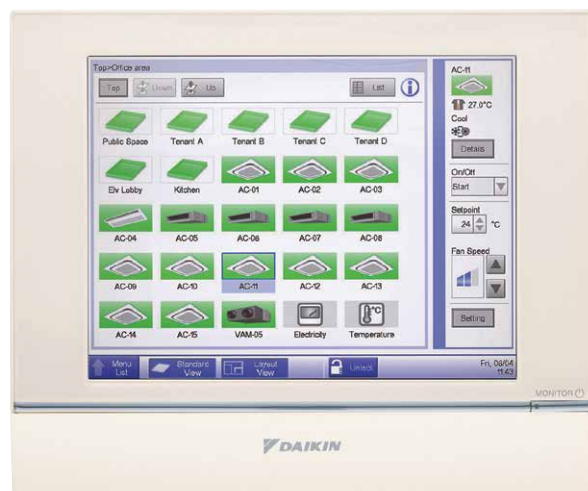 Top>Office area
Top Down Up List
Public Space Tenant A Tenant B Tenant C Tenant D
Elv Lobby Kitchen AC-01 AC-02 AC-03
AC-04 AC-05 AC-06 AC-07 AC-08
AC-09 AC-10 AC-11 AC-12 AC-13
°C
AC-14 AC-15 VAM-05 Electricity Temperature
AC-11
27.0°C
Cool
Details
On/Off
Start
Setpoint
24 °C
Fan Speed
Setting
Menu List
Standard View
Layout View
Unlock
Fri, 06/04
11:43
MONITOR
DAIKIN